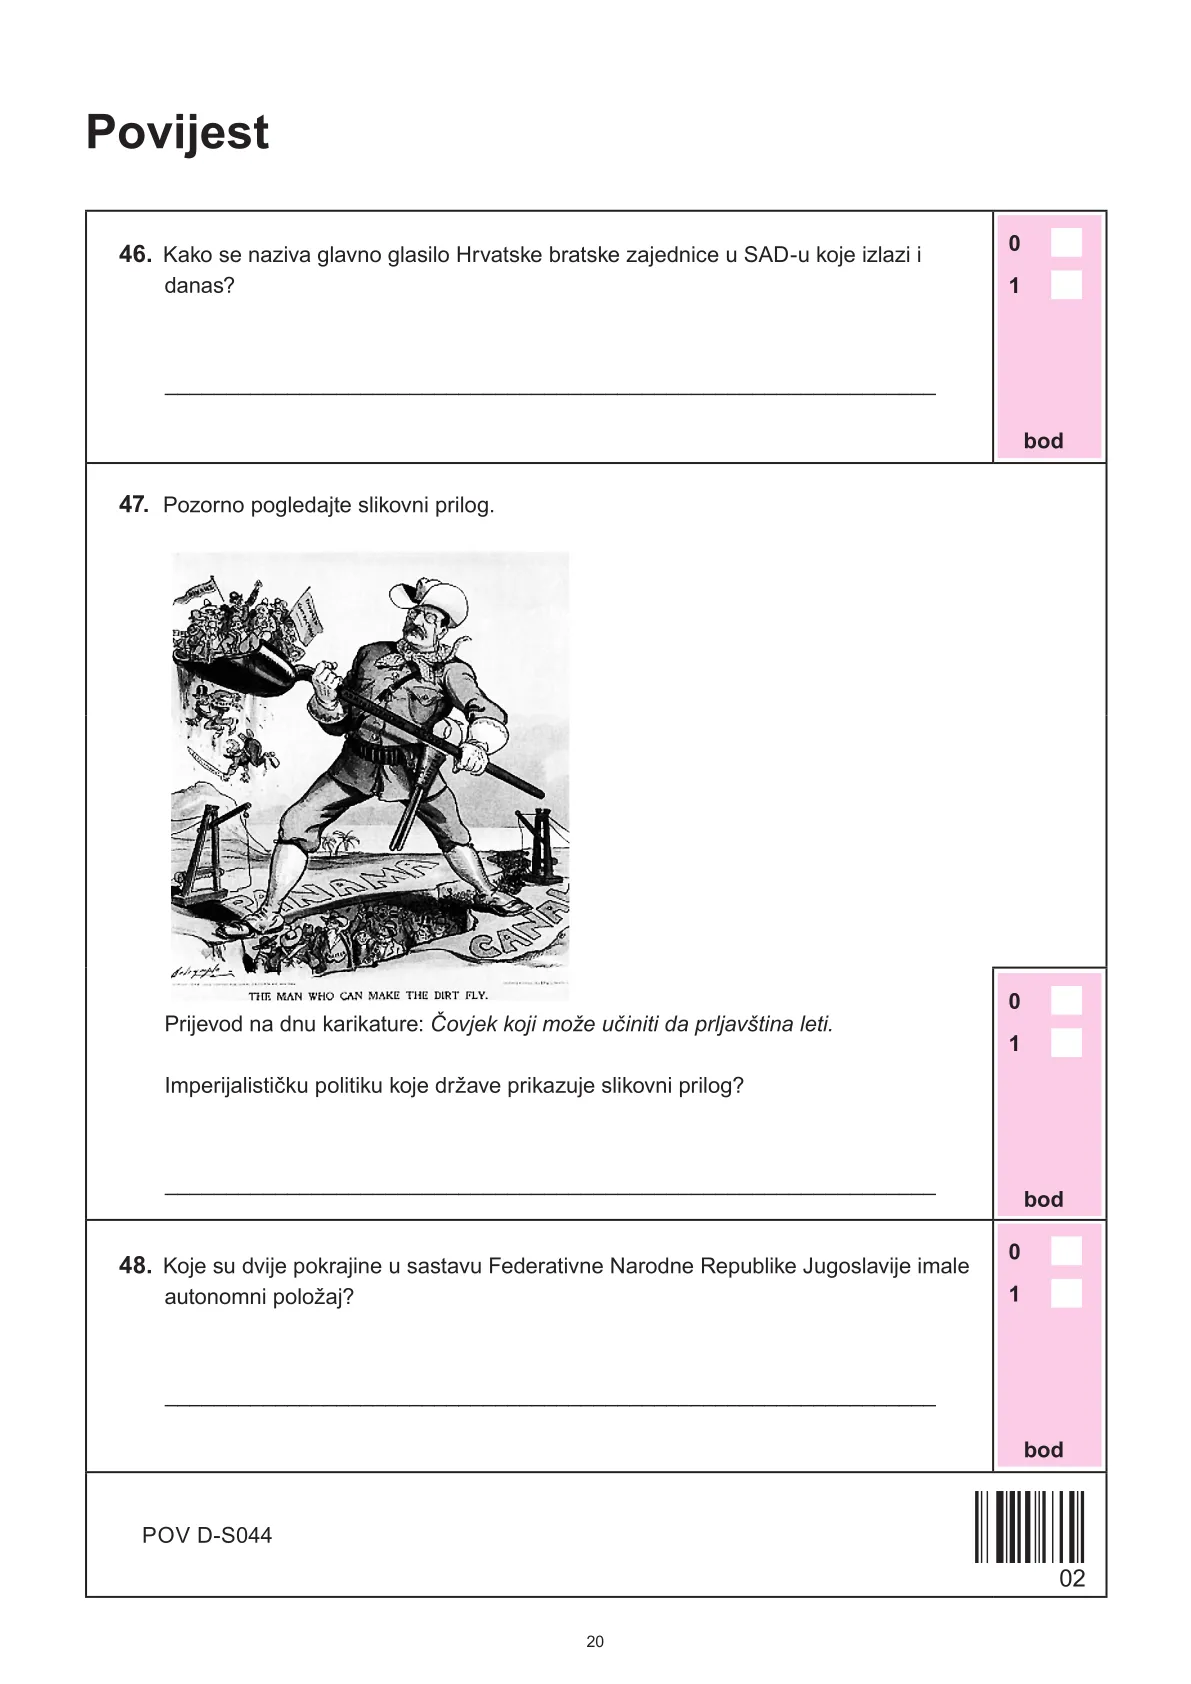 Povijest
46. Kako se naziva glavno glasilo Hrvatske bratske zajednice u SAD-u koje izlazi i
danas?
0
1
bod
47. Pozorno pogledajte slikovni prilog.
PANAMA
CANA
THE MAN WHO CAN MAKE THE DIRT FLY.
Prijevod na dnu karikature: Čovjek koji može učiniti da prljavština leti.
Imperijalističku politiku koje države prikazuje slikovni prilog?
0
1
bod
48. Koje su dvije pokrajine u sastavu Federativne Narodne Republike Jugoslavije imale
autonomni položaj?
0
1
bod
POV D-S044
02
20